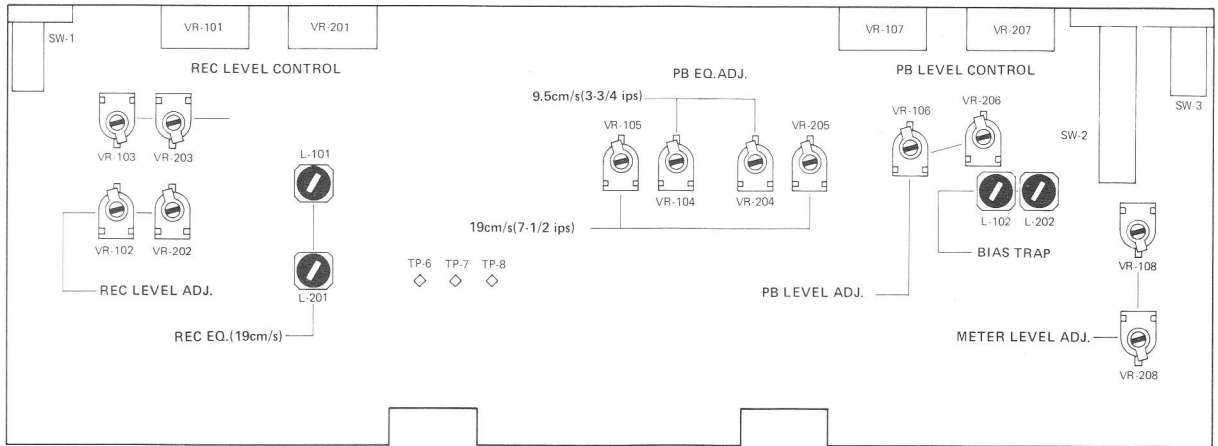 SW-1
VR-101
VR-201
VR-107
VR-207
REC LEVEL CONTROL
PB EQ.ADJ.
PB LEVEL CONTROL
9.5cm/s(3-3/4 ips)
VR-106
VR-206
SW-3
VR-105
VR-205
SW-2
VR-103
VR-203
L-101
VR-104
VR-204
L-102
L-202
19cm/s(7-1/2 ips)
VR-102
VR-202
BIAS TRAP
VR-108
TP-6
TP-7
TP-8
REC LEVEL ADJ.
L-201
PB LEVEL ADJ.
REC EQ.(19cm/s)
METER LEVEL ADJ.
VR-208